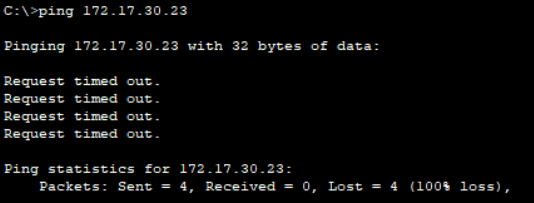 C:\>ping 172.17.30.23
Pinging 172.17.30.23 with 32 bytes of data:
Request timed out.
Request timed out.
Request timed out.
Request timed out.
Ping statistics for 172.17.30.23:
Packets: Sent = 4, Received = 0, Lost = 4 (100% loss),